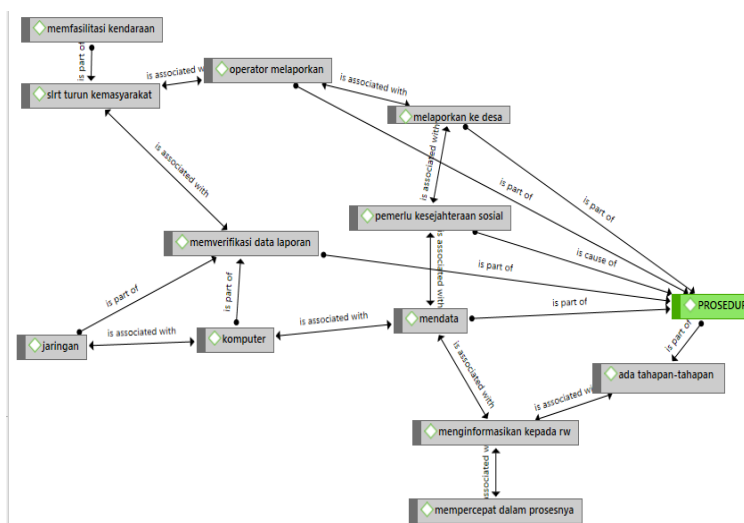 memfasilitasi kendaraan
is part of
slrt turun kemasyarakat
is associated w
operator melaporkan
is associated with
melaporkan ke desa
is associated with
is associated with
is part of
is part of
pemerlu kesejahteraan sosial
is cause of
memverifikasi data laporan
is associated with
is part of
is part of
is part of
PROSEDUR
jaringan
is associated with
komputer
is associated with
mendata
is part of
is part of
is associated with
ada tahapan-tahapan
is associated w
menginformasikan kepada rw
ssociated w
mempercepat dalam prosesnya